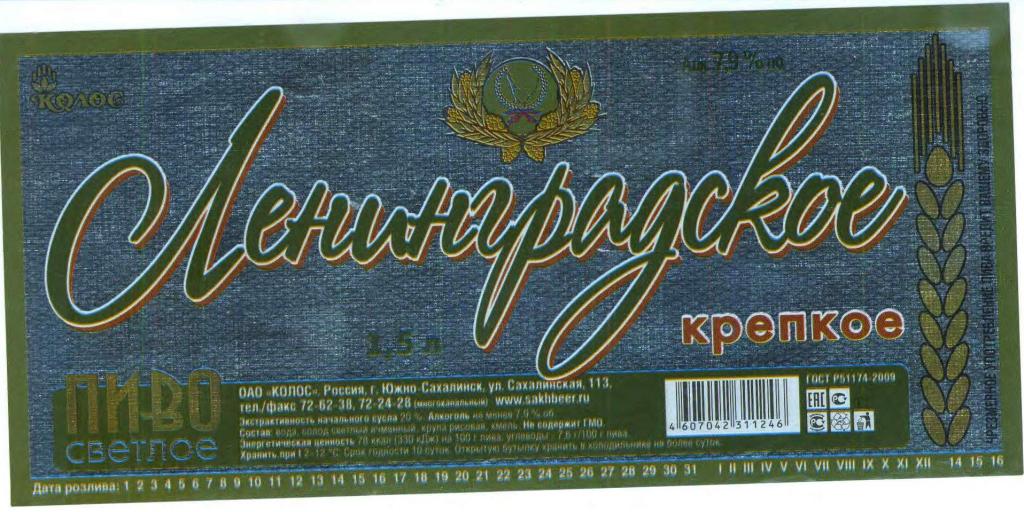 КОЛОС
Алк. 7,9 % об.
Ленинградское
крепкое
1,5 л
ПИВО
светлое
ОАО «КОЛОС», Россия, г. Южно-Сахалинск, ул. Сахалинская, 113,
тел./факс 72-62-38, 72-24-28 (многоканальный) www.sakhbeer.ru
Экстрактивность начального сусла 20 %. Алкоголь не менее 7,9 % об.
Состав: вода, солод светлый ячменный, крупа рисовая, хмель. Не содержит ГМО.
Энергетическая ценность 78 ккал (330 кДж) на 100 г пива, углеводы - 7,6 г/100 г пива.
Хранить при t 2-12 °С. Срок годности 10 суток. Открытую бутылку хранить в холодильнике не более суток.
4 607042 311246
ГОСТ Р51174-2009
EAC
Дата розлива: 1 2 3 4 5 6 7 8 9 10 11 12 13 14 15 16 17 18 19 20 21 22 23 24 25 26 27 28 29 30 31 I II III IV V VI VII VIII IX X XI XII 14 15 16
ЧРЕЗМЕРНОЕ УПОТРЕБЛЕНИЕ ПИВА ВРЕДИТ ВАШЕМУ ЗДОРОВЬЮ